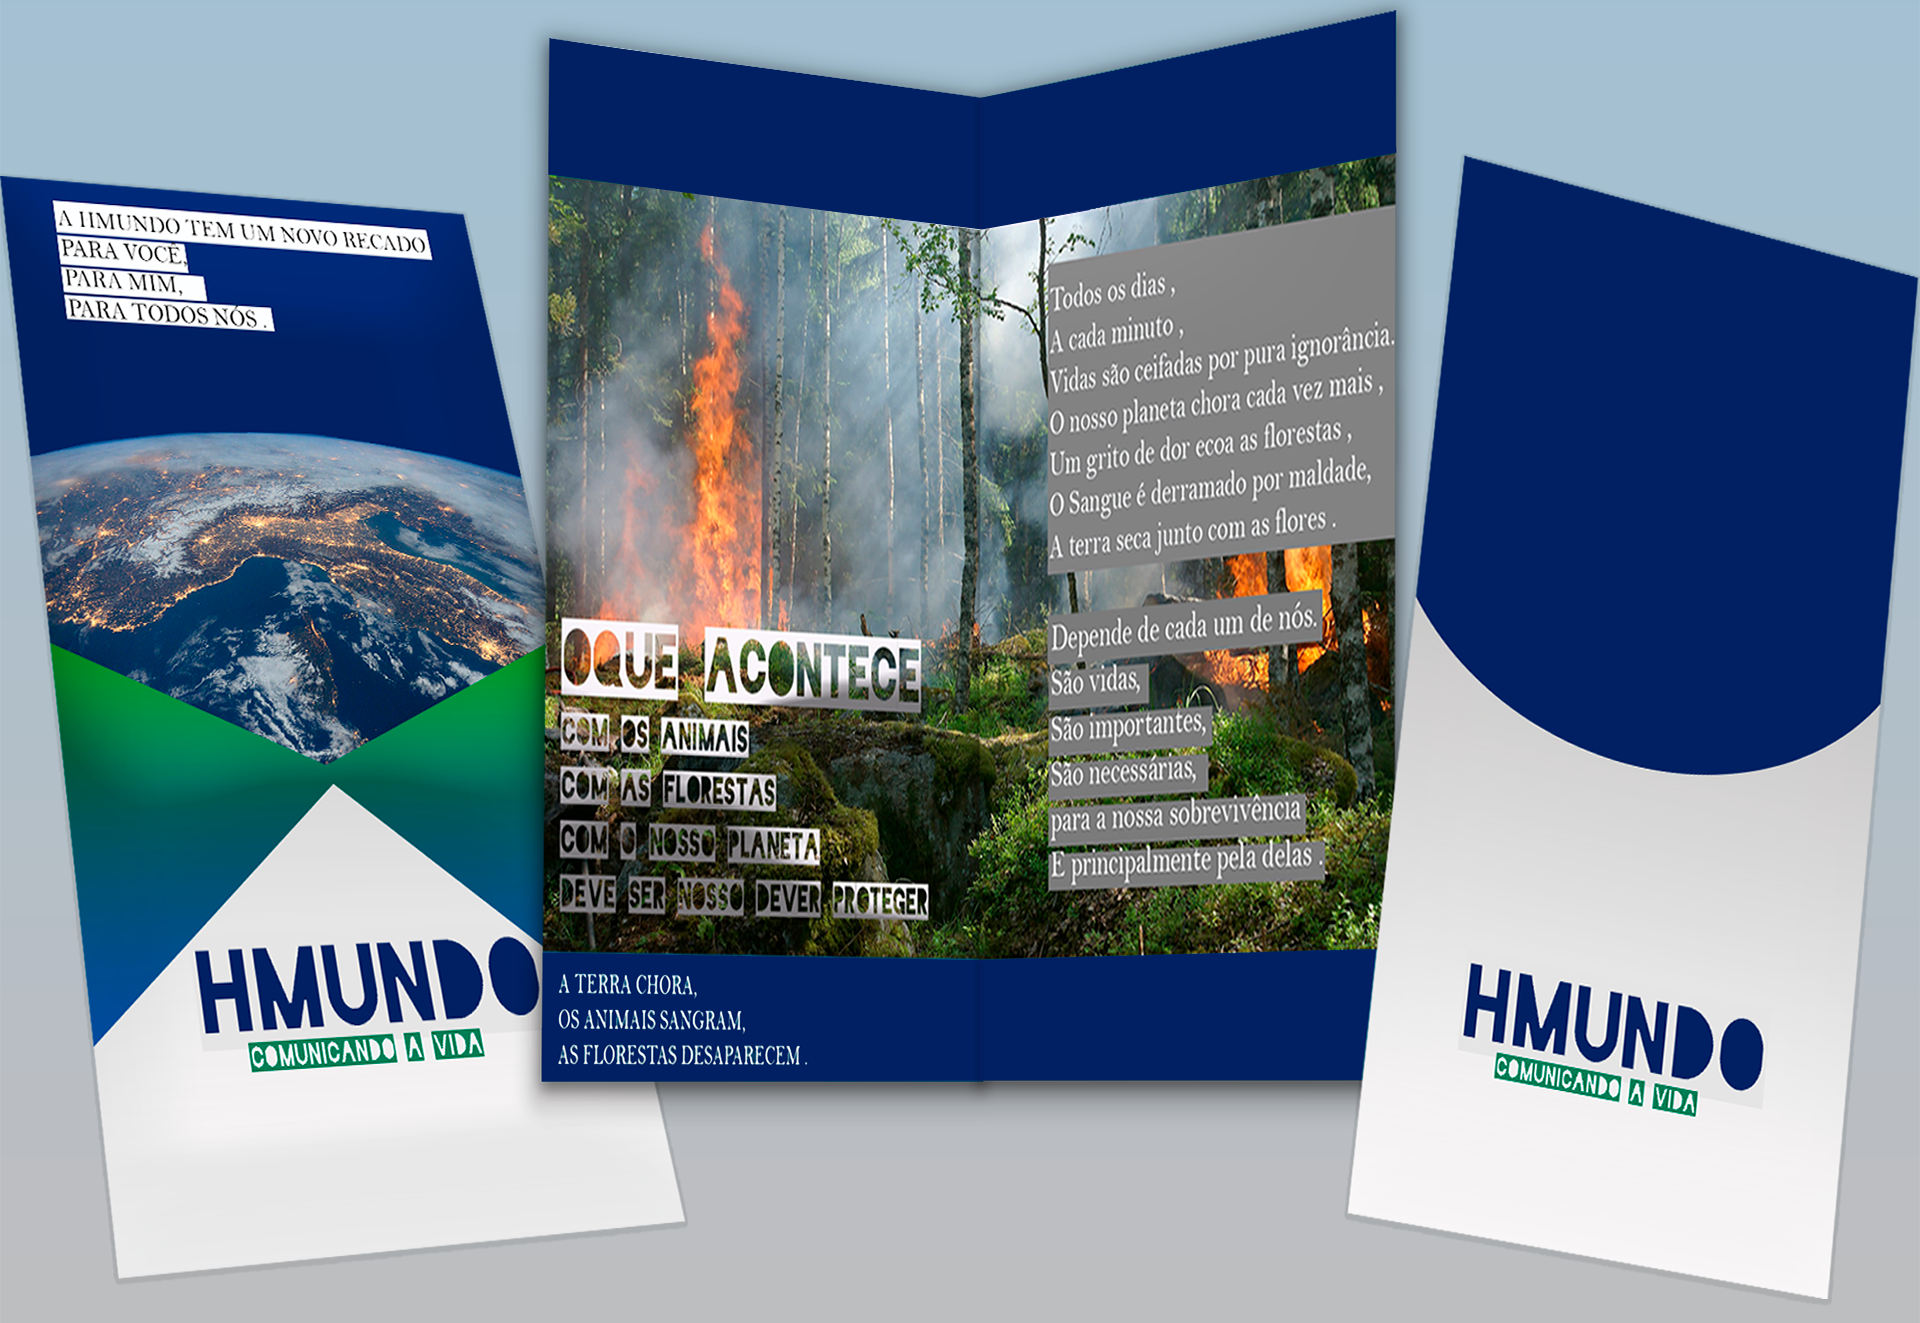 A HMUNDO TEM UM NOVO RECADO
PARA VOCÊ,
PARA MIM,
PARA TODOS NÓS .
HMUNDO
COMUNICANDO A VIDA
OQUE ACONTECE
COM OS ANIMAIS
COM AS FLORESTAS
COM O NOSSO PLANETA
DEVE SER NOSSO DEVER PROTEGER
A TERRA CHORA,
OS ANIMAIS SANGRAM,
AS FLORESTAS DESAPARECEM .
Todos os dias ,
A cada minuto ,
Vidas são ceifadas por pura ignorância.
O nosso planeta chora cada vez mais ,
Um grito de dor ecoa as florestas ,
O Sangue é derramado por maldade,
A terra seca junto com as flores .
Depende de cada um de nós.
São vidas,
São importantes,
São necessárias,
para a nossa sobrevivência
E principalmente pela delas .
HMUNDO
COMUNICANDO A VIDA